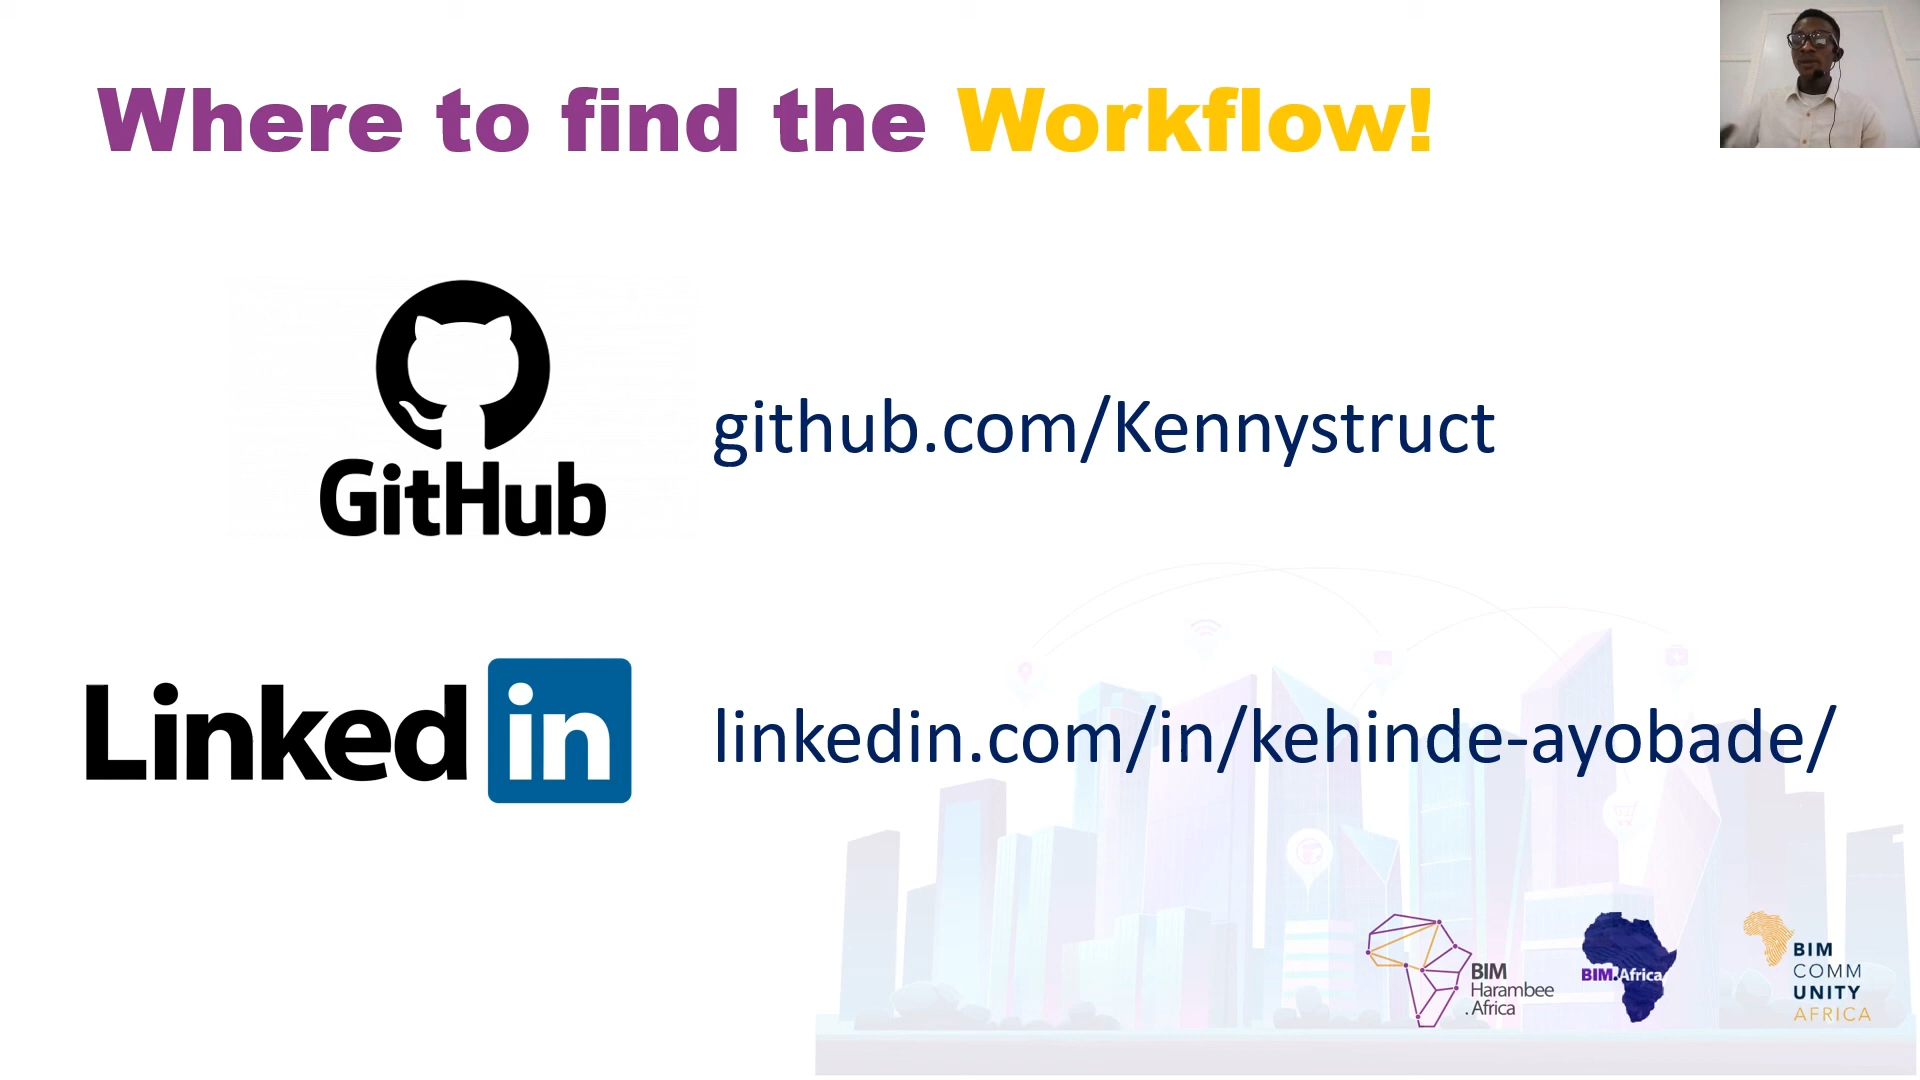 Where to find the Workflow!
GitHub
github.com/Kennystruct
Linked in
linkedin.com/in/kehinde-ayobade/
BIM
Harambee
.Africa
BIM.Africa
BIM
COMM
UNITY
AFRICA